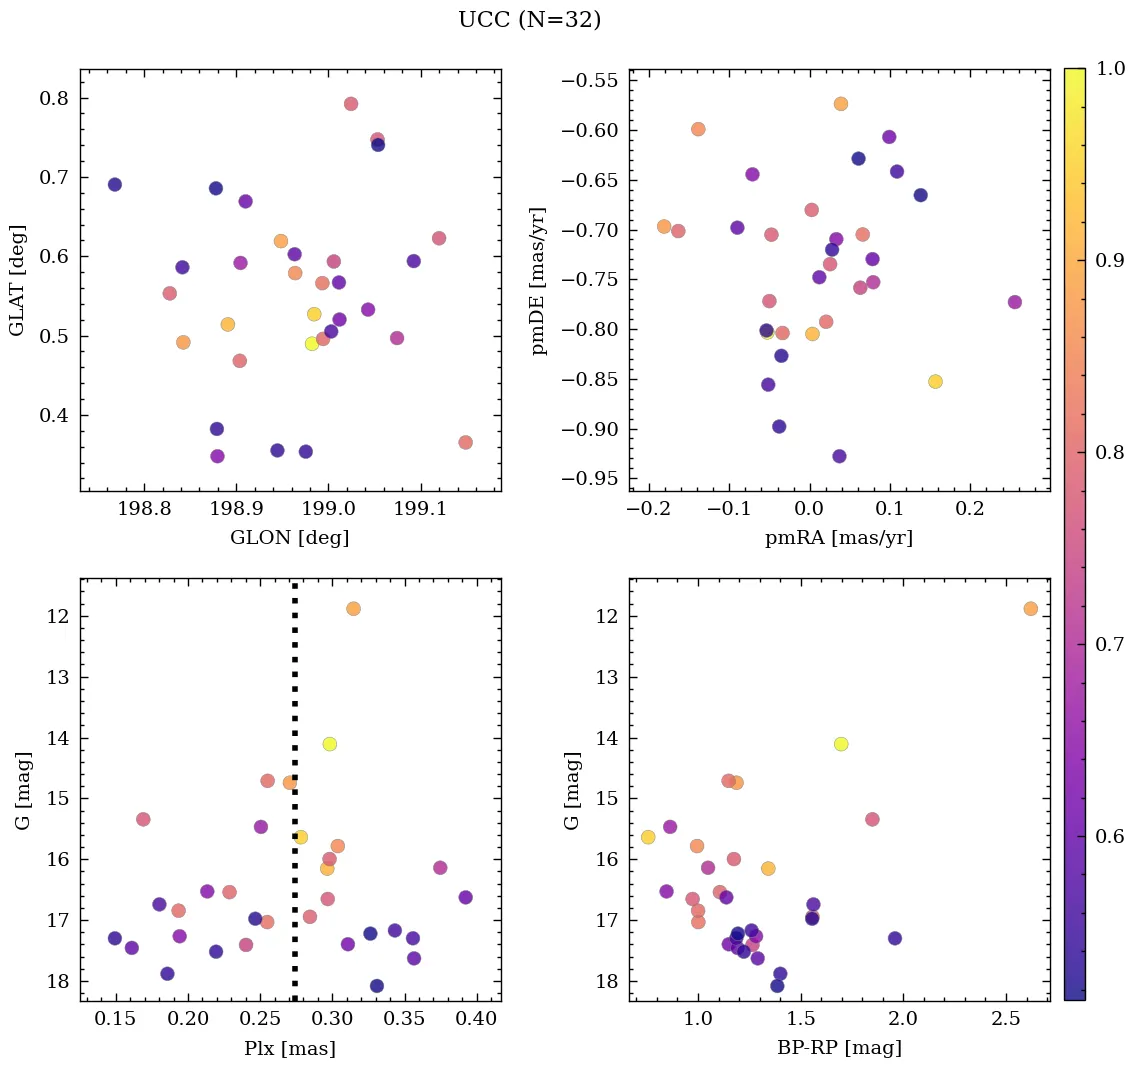 UCC (N=32)
0.8
0.7
0.6
0.5
0.4
GLAT [deg]
198.8 198.9 199.0 199.1
GLON [deg]
−0.55
−0.60
−0.65
−0.70
−0.75
−0.80
−0.85
−0.90
−0.95
pmDE [mas/yr]
−0.2 −0.1 0.0 0.1 0.2
pmRA [mas/yr]
1.0
0.9
0.8
0.7
0.6
12
13
14
15
16
17
18
G [mag]
0.15 0.20 0.25 0.30 0.35 0.40
Plx [mas]
12
13
14
15
16
17
18
G [mag]
1.0 1.5 2.0 2.5
BP-RP [mag]